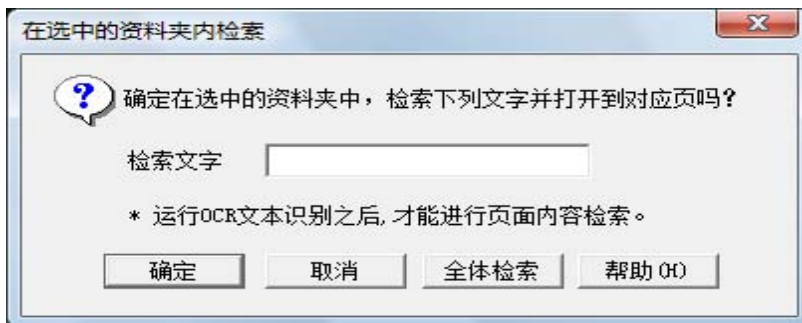 在选中的资料夹内检索
确定在选中的资料夹中，检索下列文字并打开到对应页吗?
检索文字
* 运行OCR文本识别之后,才能进行页面内容检索。
确定 取消 全体检索 帮助(H)